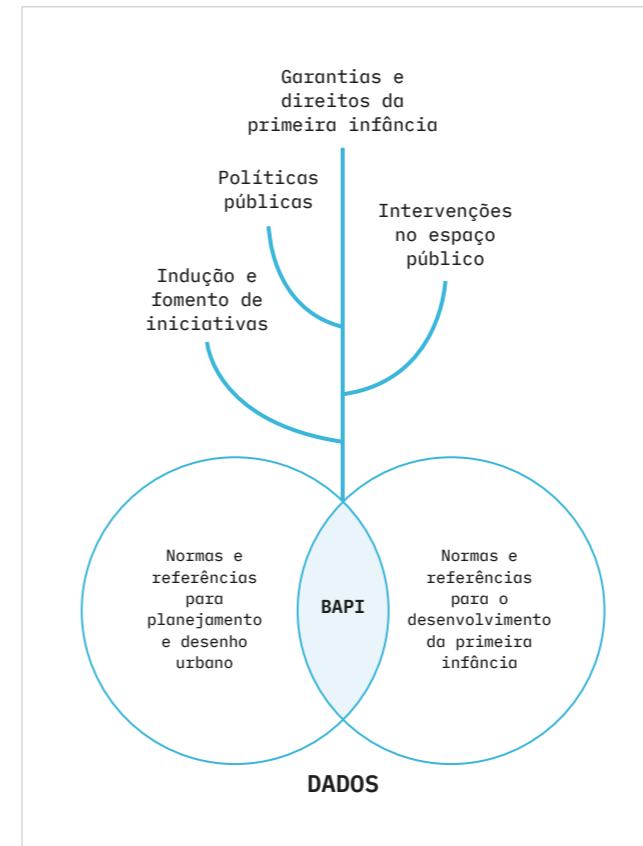 Garantias e
direitos da
primeira infância
Políticas
públicas
Intervenções
no espaço
público
Indução e
fomento de
iniciativas
Normas e
referências
para
planejamento
e desenho
urbano
BAPI
Normas e
referências
para o
desenvolvimento
da primeira
infância
DADOS